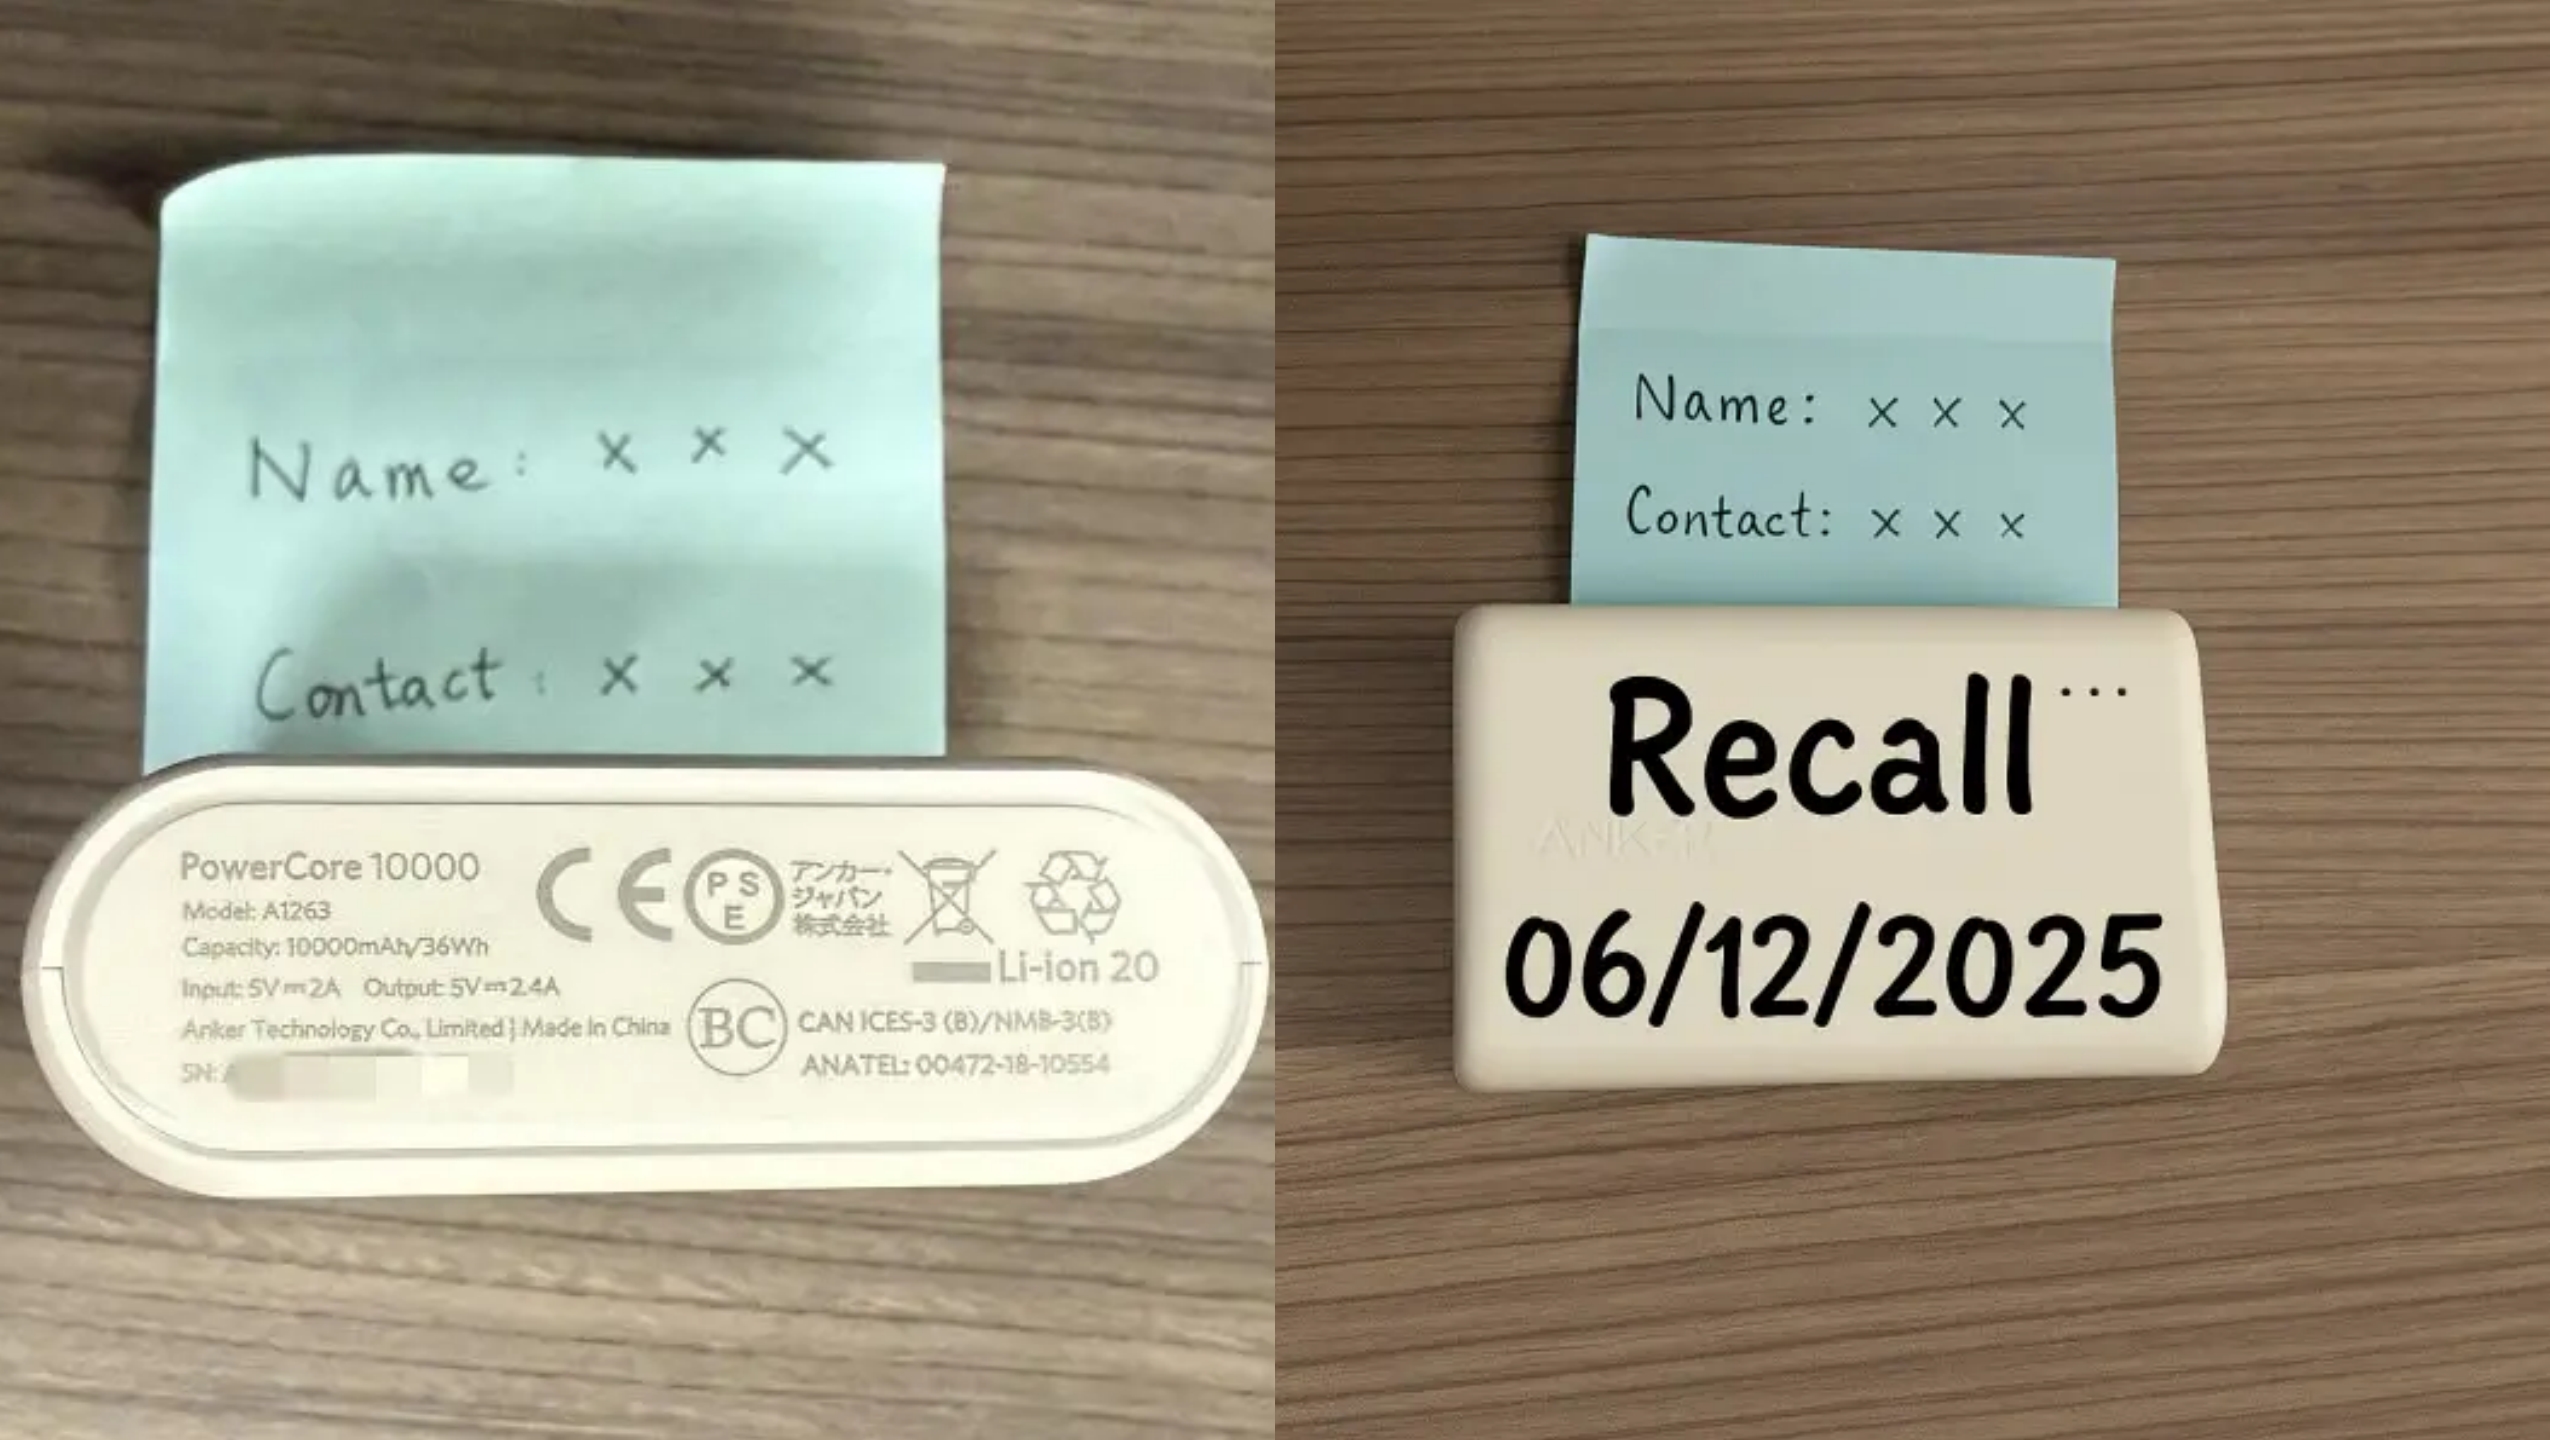 Name: x x x
Contact: x x x
PowerCore 10000
Model: A1263
Capacity: 10000mAh/36Wh
Input: 5V⎓2A Output: 5V⎓2.4A
Anker Technology Co., Limited | Made in China
SN: A
CE
PSE
アンカー・
ジャパン
株式会社
Li-ion 20
BC
CAN ICES-3 (B)/NMB-3(B)
ANATEL: 00472-18-10554
Name: x x x
Contact: x x x
Recall ...
ANKER
06/12/2025